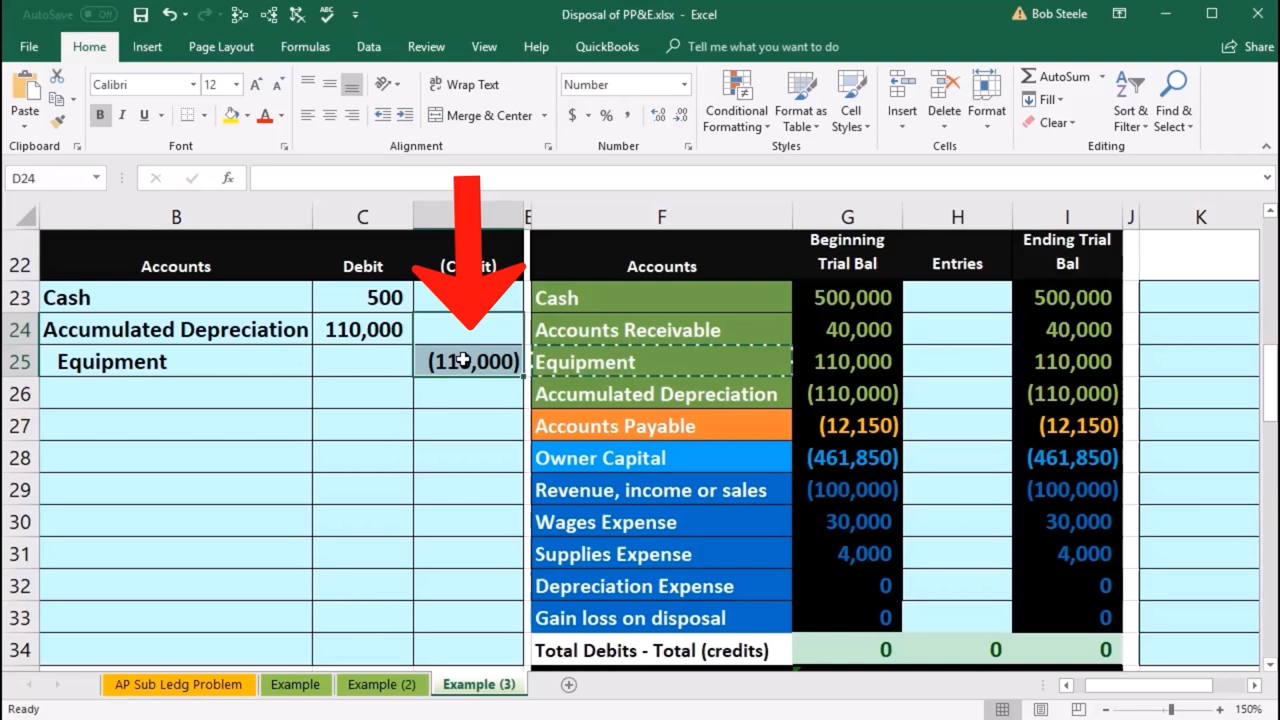 AutoSave Off Disposal of PP&E.xlsx - Excel Bob Steele
File Home Insert Page Layout Formulas Data Review View Help QuickBooks Tell me what you want to do Share
Paste Calibri 12 B I U Wrap Text Merge & Center Number $ % Conditional Formatting Format as Table Cell Styles Insert Delete Format AutoSum Fill Clear Sort & Filter Find & Select
Clipboard Font Alignment Number Styles Cells Editing
D24 fx
B C E F G H I J K
22 Accounts Debit Accounts Beginning Trial Bal Entries Ending Trial Bal
23 Cash 500 Cash 500,000 500,000
24 Accumulated Depreciation 110,000 Accounts Receivable 40,000 40,000
25 Equipment (110,000) Equipment 110,000 110,000
26 Accumulated Depreciation (110,000) (110,000)
27 Accounts Payable (12,150) (12,150)
28 Owner Capital (461,850) (461,850)
29 Revenue, income or sales (100,000) (100,000)
30 Wages Expense 30,000 30,000
31 Supplies Expense 4,000 4,000
32 Depreciation Expense 0 0
33 Gain loss on disposal 0 0
34 Total Debits - Total (credits) 0 0 0
AP Sub Ledg Problem Example Example (2) Example (3)
Ready 150%